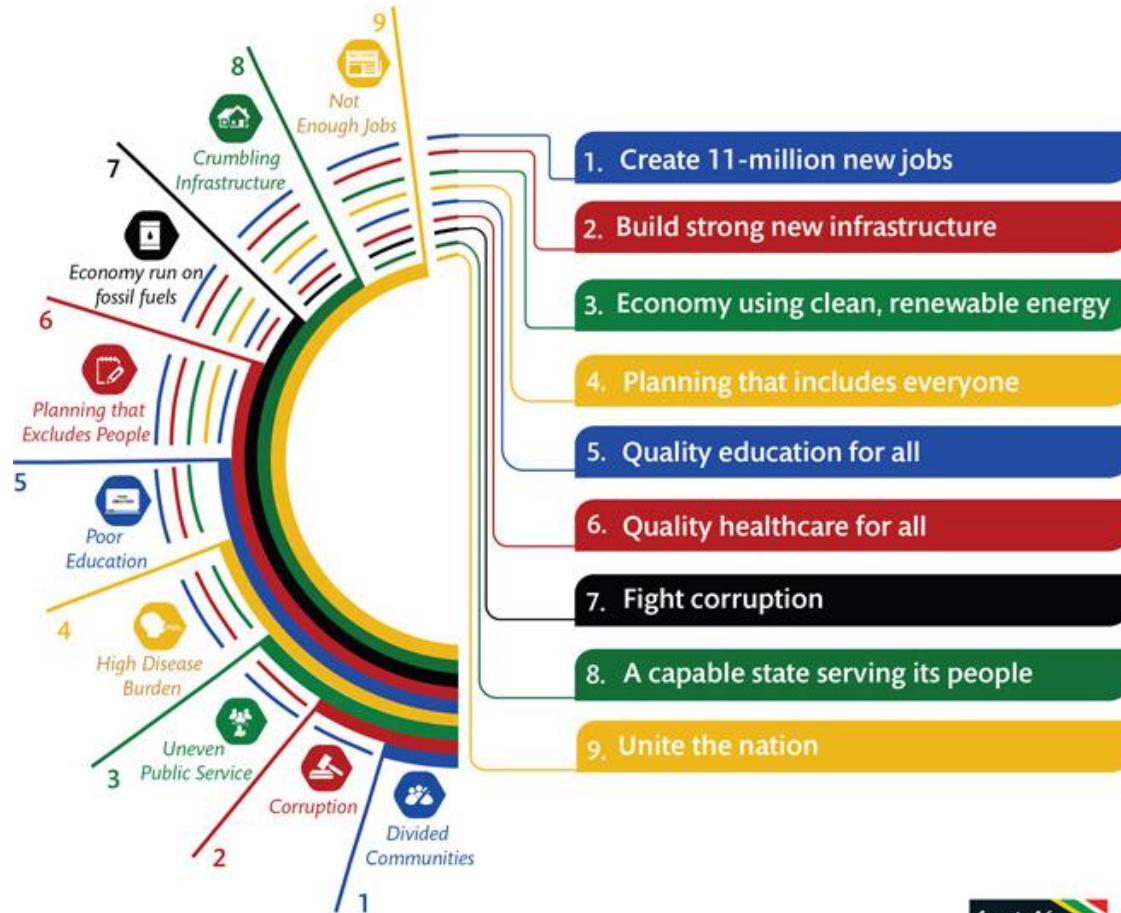 9
Not
Enough Jobs
8
Crumbling
Infrastructure
7
Economy run on
fossil fuels
6
Planning that
Excludes People
5
Poor
Education
4
High Disease
Burden
3
Uneven
Public Service
2
Corruption
1
Divided
Communities
1. Create 11-million new jobs
2. Build strong new infrastructure
3. Economy using clean, renewable energy
4. Planning that includes everyone
5. Quality education for all
6. Quality healthcare for all
7. Fight corruption
8. A capable state serving its people
9. Unite the nation